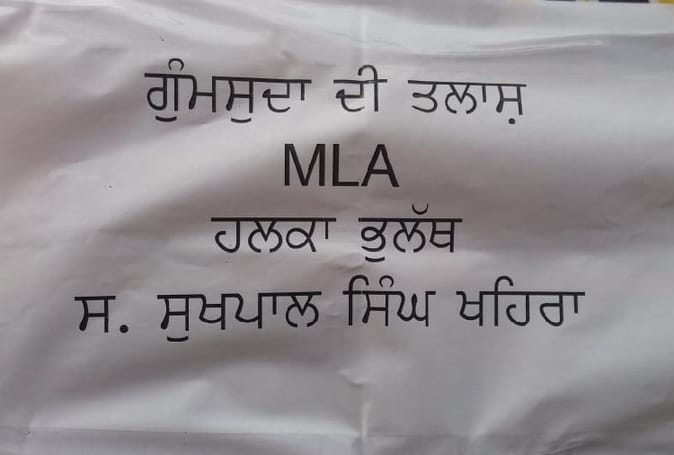 ਗੁੰਮਸੁਦਾ ਦੀ ਤਲਾਸ਼
MLA
ਹਲਕਾ ਭੁਲੱਥ
ਸ. ਸੁਖਪਾਲ ਸਿੰਘ ਖਹਿਰਾ